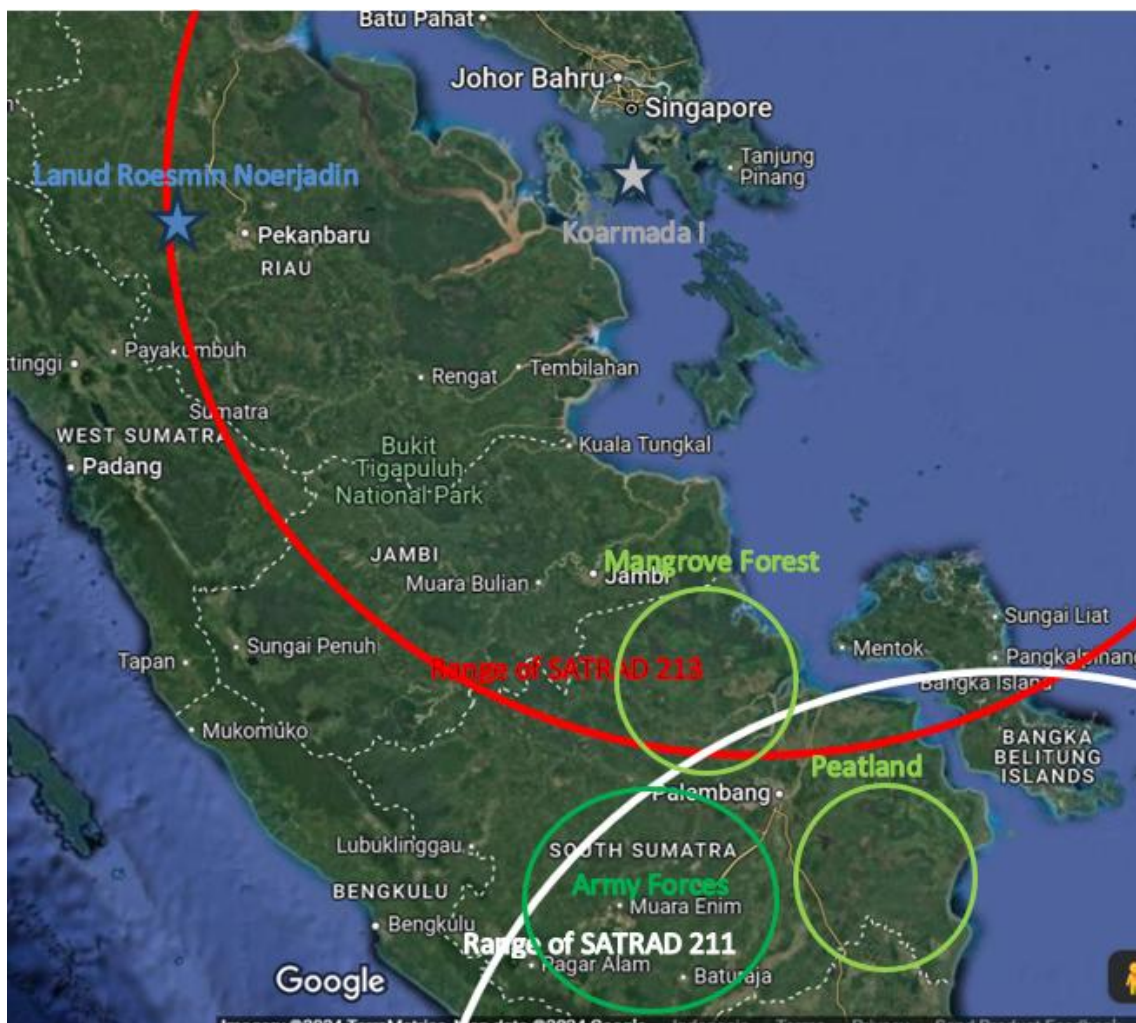 Batu Pahat
Johor Bahru
Singapore
Tanjung
Pinang
Lanud Roesmin Noerjadin
Koarmada I
Pekanbaru
RIAU
Payakumbuh
Rengat
Tembilahan
Sumatra
WEST SUMATRA
Padang
Bukit
Tigapuluh
National Park
Kuala Tungkal
JAMBI
Mangrove Forest
Muara Bulian
Jambi
Sungai Liat
Sungai Penuh
Mentok
Tapan
Range of SATRAD 213
Pangkalpinang
Bangka Island
Mukomuko
BANGKA
BELITUNG
ISLANDS
Peatland
Palembang
Lubuklinggau
SOUTH SUMATRA
BENGKULU
Army Forces
Muara Enim
Bengkulu
Range of SATRAD 211
Pagar Alam
Baturaja
Google